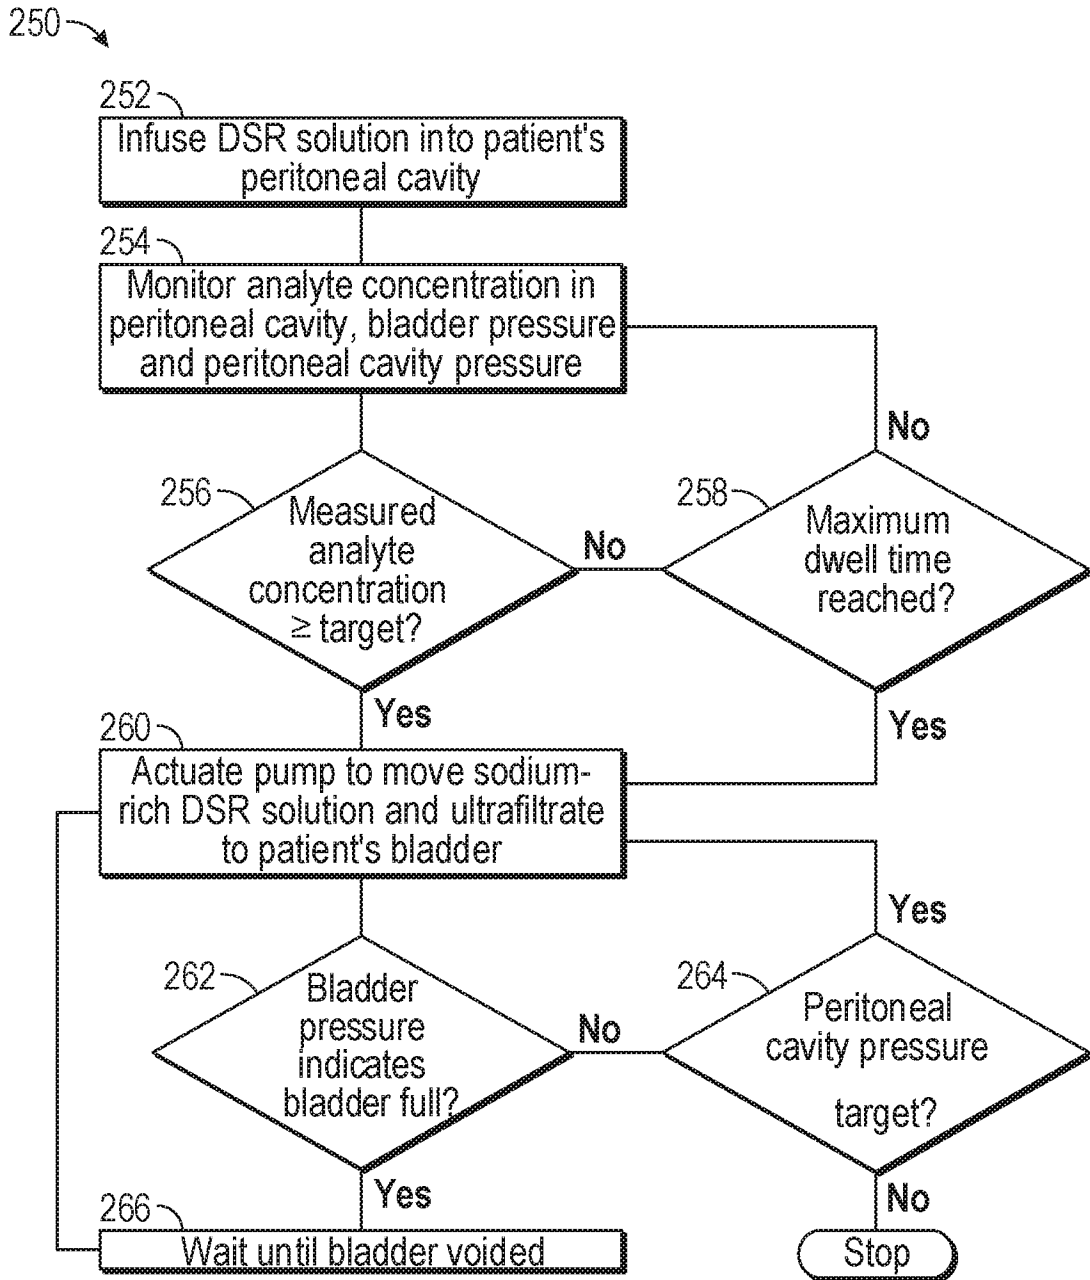 250
252
Infuse DSR solution into patient's
peritoneal cavity
254
Monitor analyte concentration in
peritoneal cavity, bladder pressure
and peritoneal cavity pressure
No
256
Measured
analyte
concentration
≥ target?
No
258
Maximum
dwell time
reached?
Yes
Yes
260
Actuate pump to move sodium-
rich DSR solution and ultrafiltrate
to patient's bladder
Yes
262
Bladder
pressure
indicates
bladder full?
No
264
Peritoneal
cavity pressure
target?
Yes
No
266
Wait until bladder voided
Stop